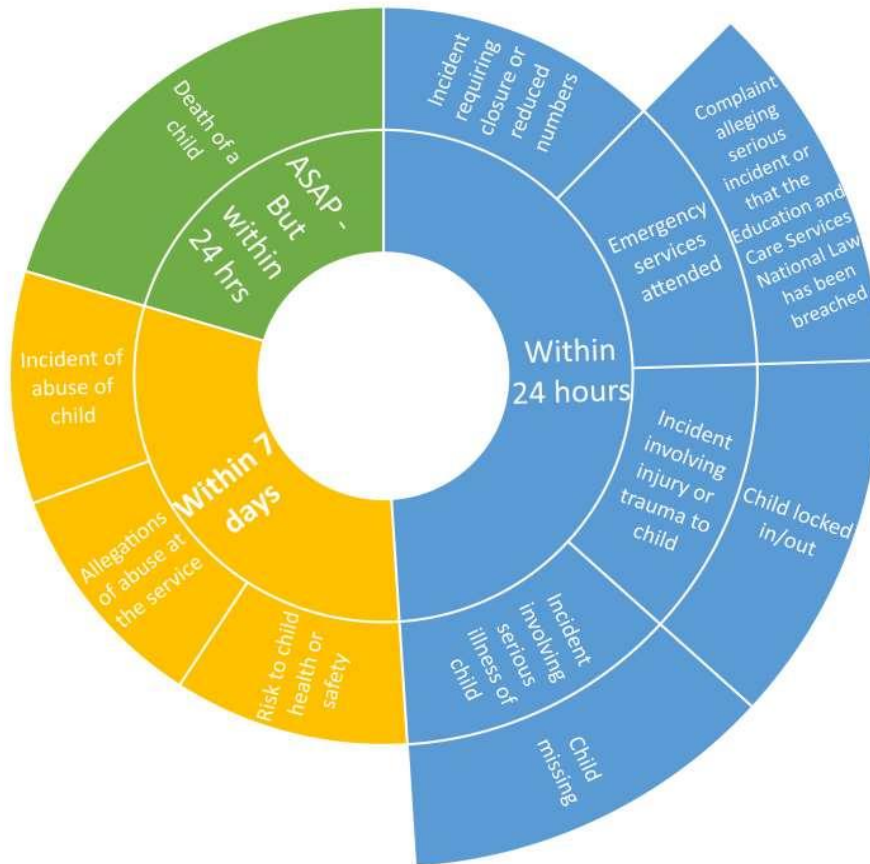 Death of a
child
ASAP -
But
within
24 hrs
Incident
requiring
closure or
reduced
numbers
Emergency
services
attended
Complaint
alleging
serious
incident or
that the
Education and
Care Services
National Law
has been
breached
Within
24 hours
Incident
involving
injury or
trauma to
child
Child locked
in/out
Incident
involving
serious
illness of
child
Child
missing
Within 7
days
Incident of
abuse of
child
Allegations
of abuse at
the service
Risk to child
health or
safety